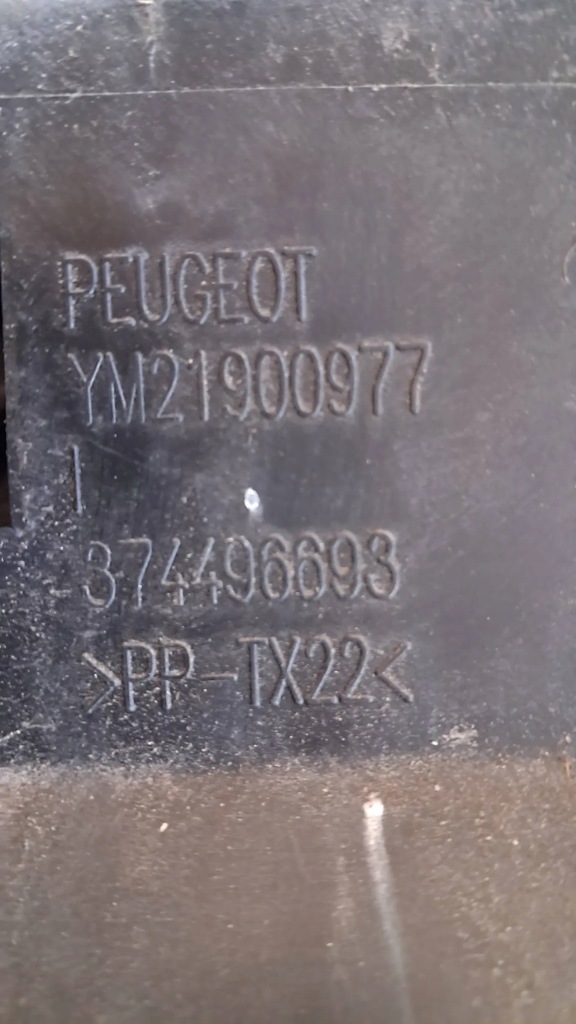 PEUGEOT
YM21900977
I
374496693
>PP-TX22<